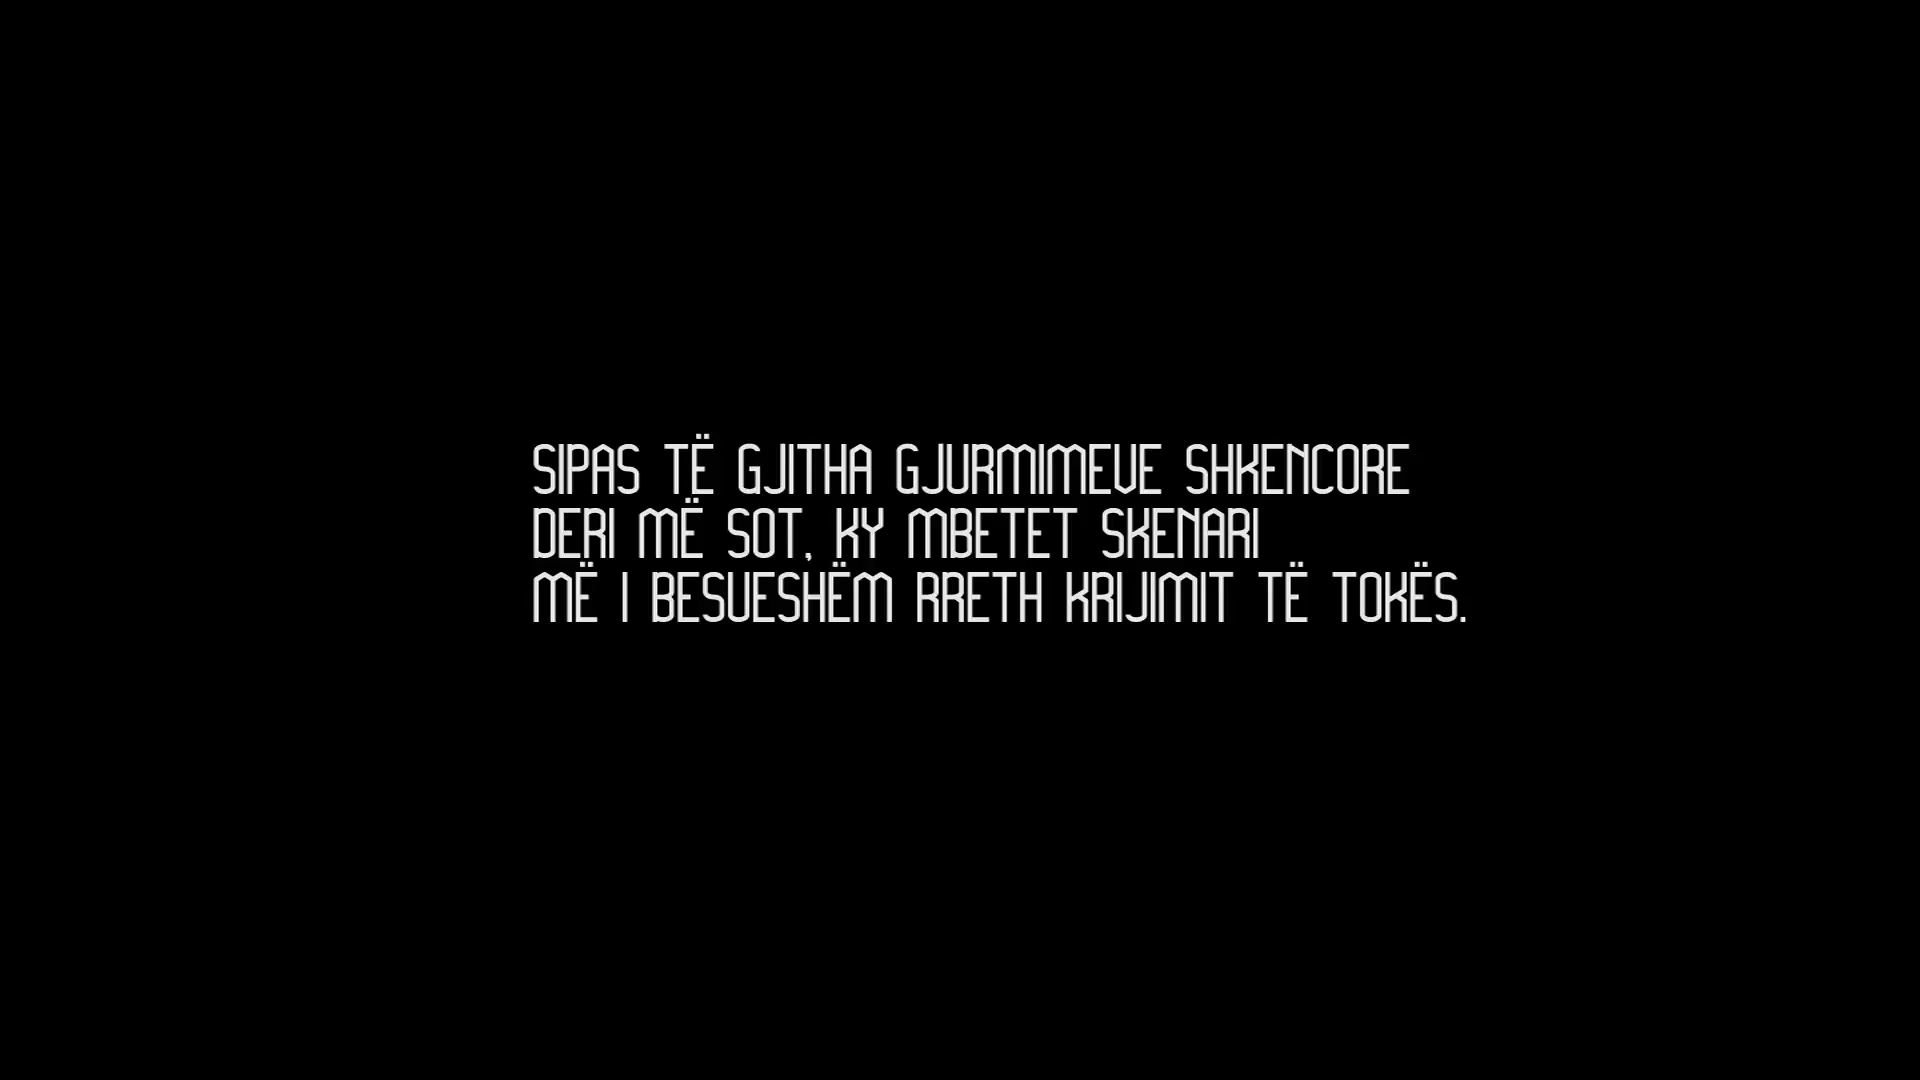 SIPAS TË GJITHA GJURMIMEVE SHKENCORE
DERI MË SOT, KY MBETET SKENARI
MË I BESUESHËM RRETH KRIJIMIT TË TOKËS.